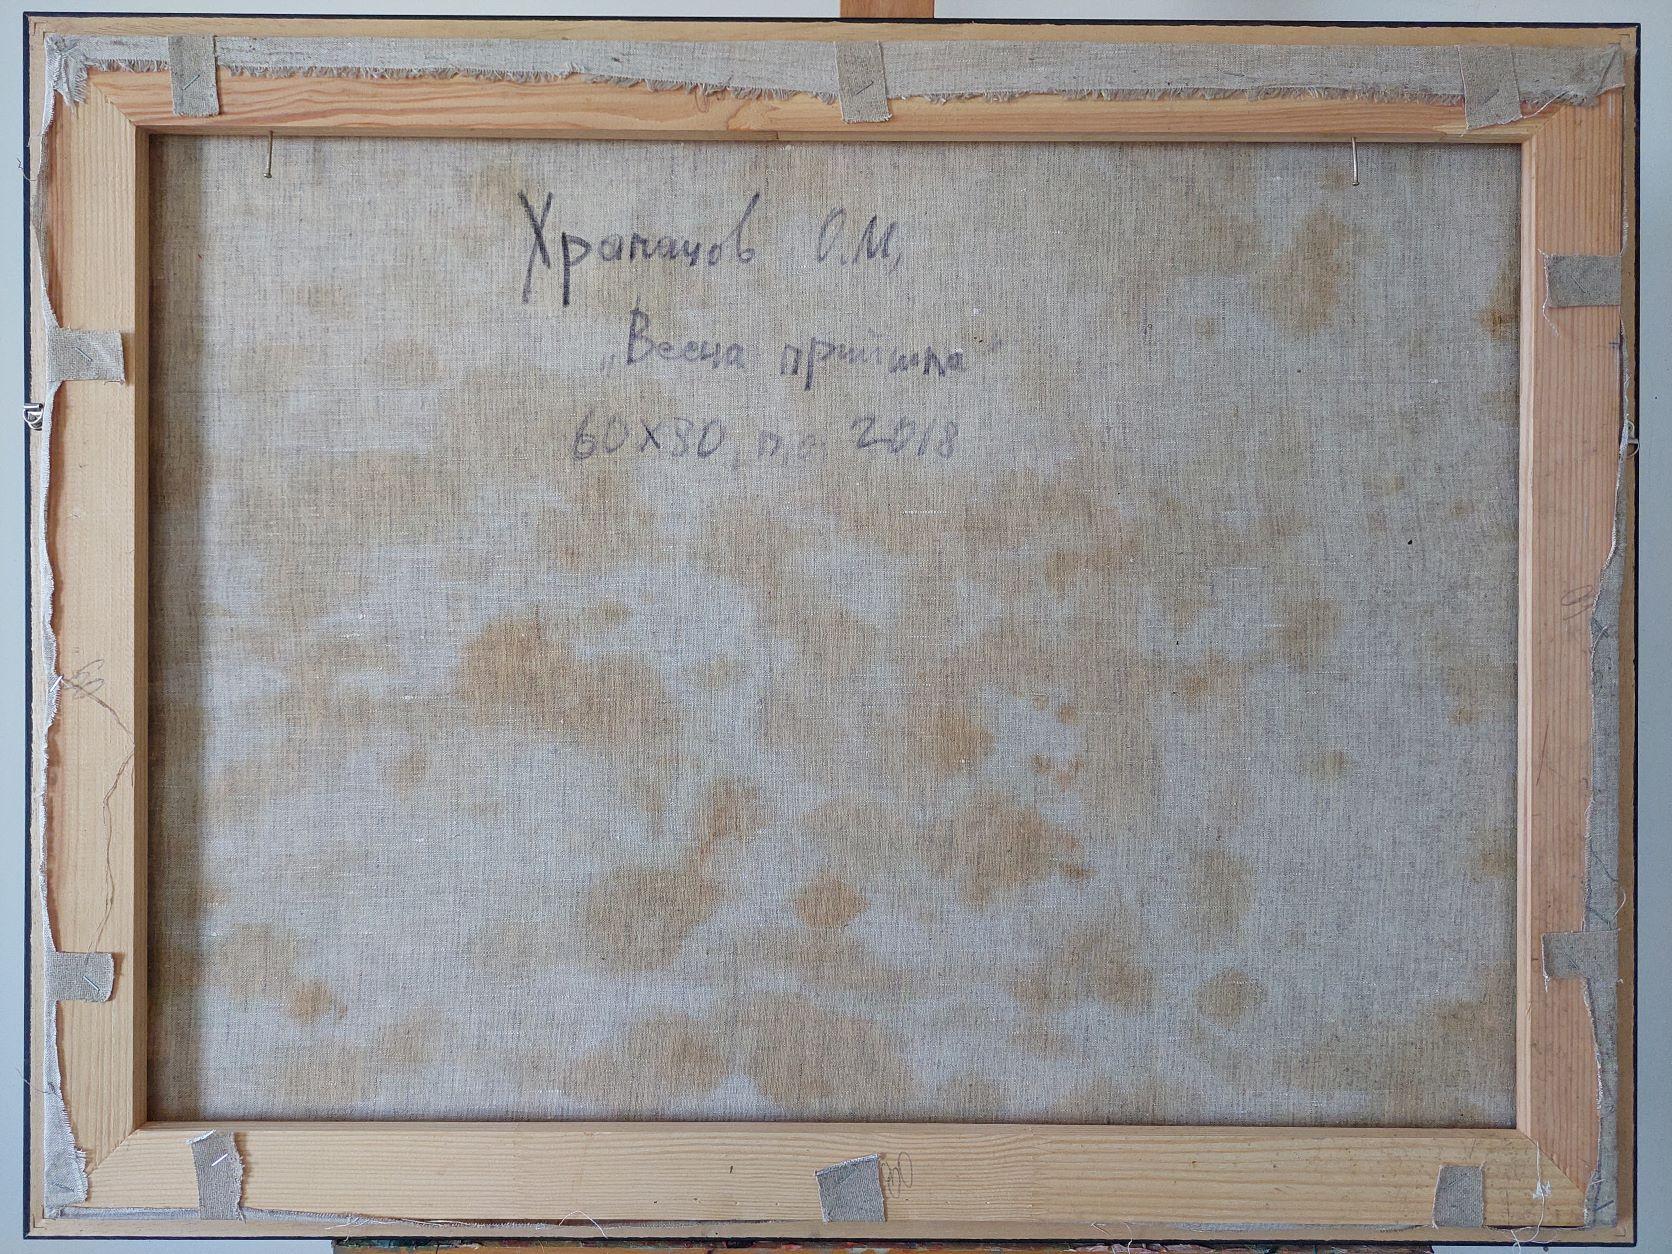 Храпачов О.М,
„Весна прийшла"
60х80, п,о 2018